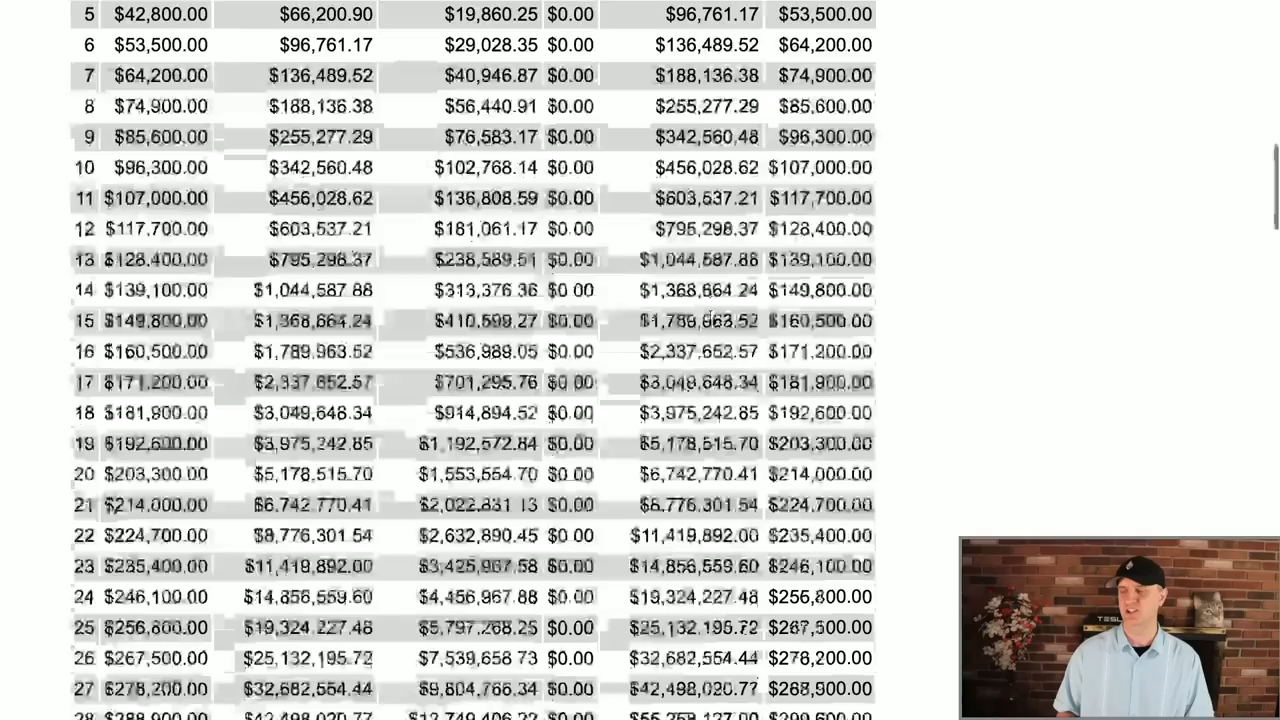 5 $42,800.00 $66,200.90 $19,860.25 $0.00 $96,761.17 $53,500.00
6 $53,500.00 $96,761.17 $29,028.35 $0.00 $136,489.52 $64,200.00
7 $64,200.00 $136,489.52 $40,946.87 $0.00 $188,136.38 $74,900.00
8 $74,900.00 $188,136.38 $56,440.91 $0.00 $255,277.29 $85,600.00
9 $85,600.00 $255,277.29 $76,583.17 $0.00 $342,560.48 $96,300.00
10 $96,300.00 $342,560.48 $102,768.14 $0.00 $456,028.62 $107,000.00
11 $107,000.00 $456,028.62 $136,808.59 $0.00 $603,537.21 $117,700.00
12 $117,700.00 $603,537.21 $181,061.17 $0.00 $795,298.37 $128,400.00
13 $128,400.00 $795,298.37 $238,589.51 $0.00 $1,044,587.88 $139,100.00
14 $139,100.00 $1,044,587.88 $313,376.36 $0.00 $1,368,664.24 $149,800.00
15 $149,800.00 $1,368,664.24 $410,599.27 $0.00 $1,789,963.52 $160,500.00
16 $160,500.00 $1,789,963.52 $536,989.05 $0.00 $2,337,652.57 $171,200.00
17 $171,200.00 $2,337,652.57 $701,295.76 $0.00 $3,049,648.34 $181,900.00
18 $181,900.00 $3,049,648.34 $914,894.52 $0.00 $3,975,242.85 $192,600.00
19 $192,600.00 $3,975,242.85 $1,192,572.84 $0.00 $5,178,515.70 $203,300.00
20 $203,300.00 $5,178,515.70 $1,553,554.70 $0.00 $6,742,770.41 $214,000.00
21 $214,000.00 $6,742,770.41 $2,022,831.13 $0.00 $8,776,301.54 $224,700.00
22 $224,700.00 $8,776,301.54 $2,632,890.45 $0.00 $11,419,892.00 $235,400.00
23 $235,400.00 $11,419,892.00 $3,425,967.58 $0.00 $14,856,559.60 $246,100.00
24 $246,100.00 $14,856,559.60 $4,456,967.88 $0.00 $19,324,227.48 $256,800.00
25 $256,800.00 $19,324,227.48 $5,797,268.25 $0.00 $25,132,195.72 $267,500.00
26 $267,500.00 $25,132,195.72 $7,539,658.73 $0.00 $32,682,554.44 $278,200.00
27 $278,200.00 $32,682,554.44 $9,804,766.34 $0.00 $42,498,020.77 $288,900.00
TESL